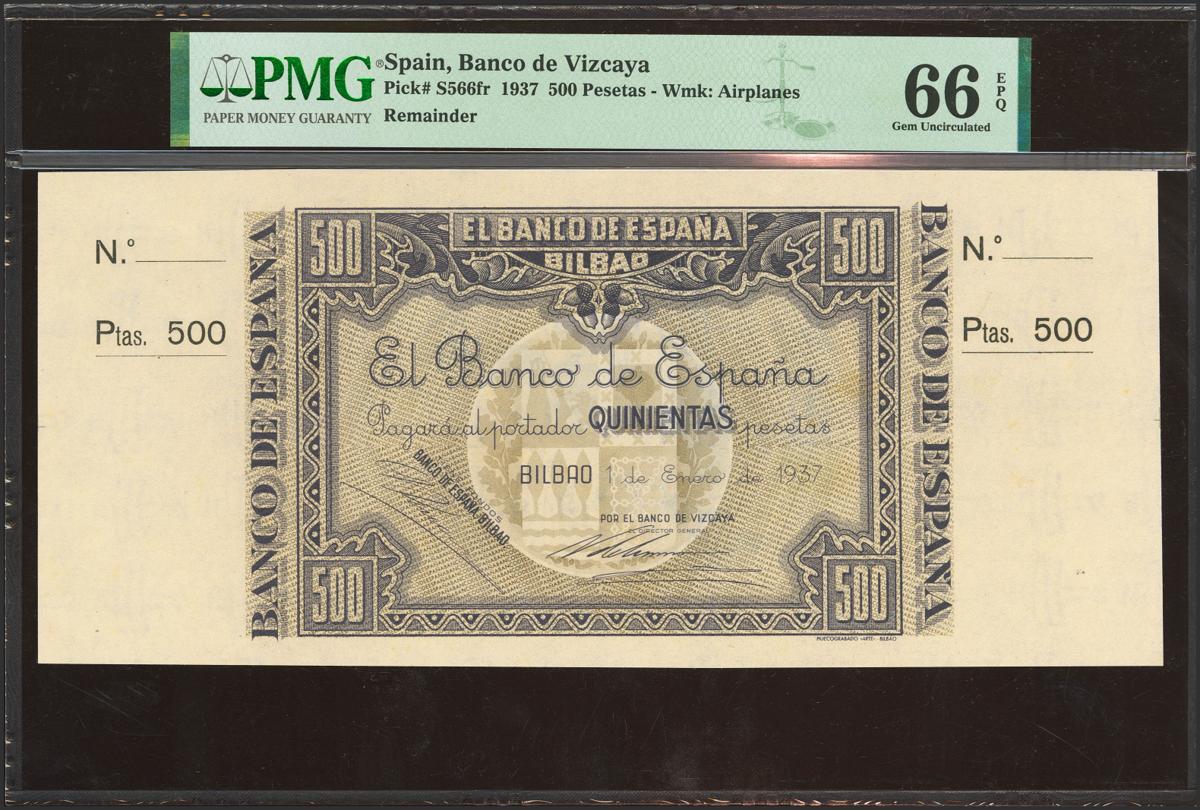 PMG®
PAPER MONEY GUARANTY
Spain, Banco de Vizcaya
Pick# S566fr 1937 500 Pesetas - Wmk: Airplanes
Remainder
66 EPQ
Gem Uncirculated
N.º
Ptas. 500
BANCO DE ESPAÑA
500
EL BANCO DE ESPAÑA
BILBAO
500
El Banco de España
Pagará al portador QUINIENTAS pesetas
BILBAO 1 de Enero de 1937
BANCO DE ESPAÑA. BILBAO
POR EL BANCO DE VIZCAYA
EL DIRECTOR GENERAL
500
500
HUECOGRABADO «ARTE» - BILBAO
BANCO DE ESPAÑA
N.º
Ptas. 500